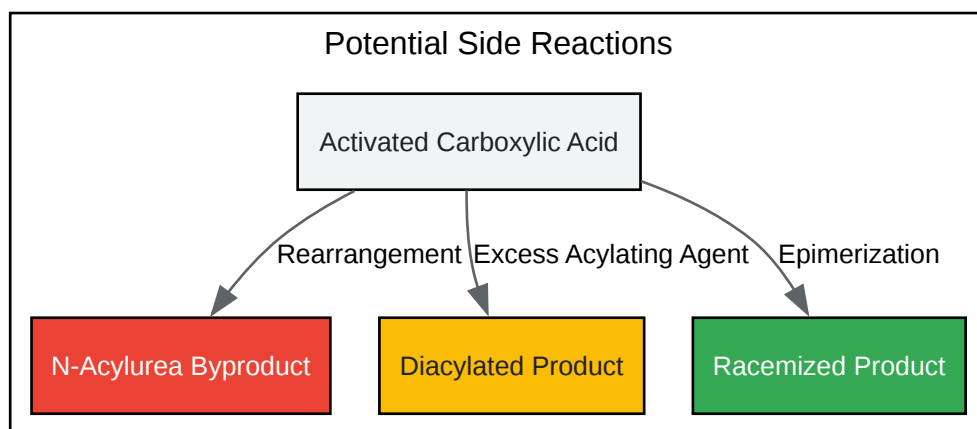 Potential Side Reactions
Activated Carboxylic Acid
Rearrangement
Excess Acylating Agent
Epimerization
N-Acylurea Byproduct
Diacylated Product
Racemized Product